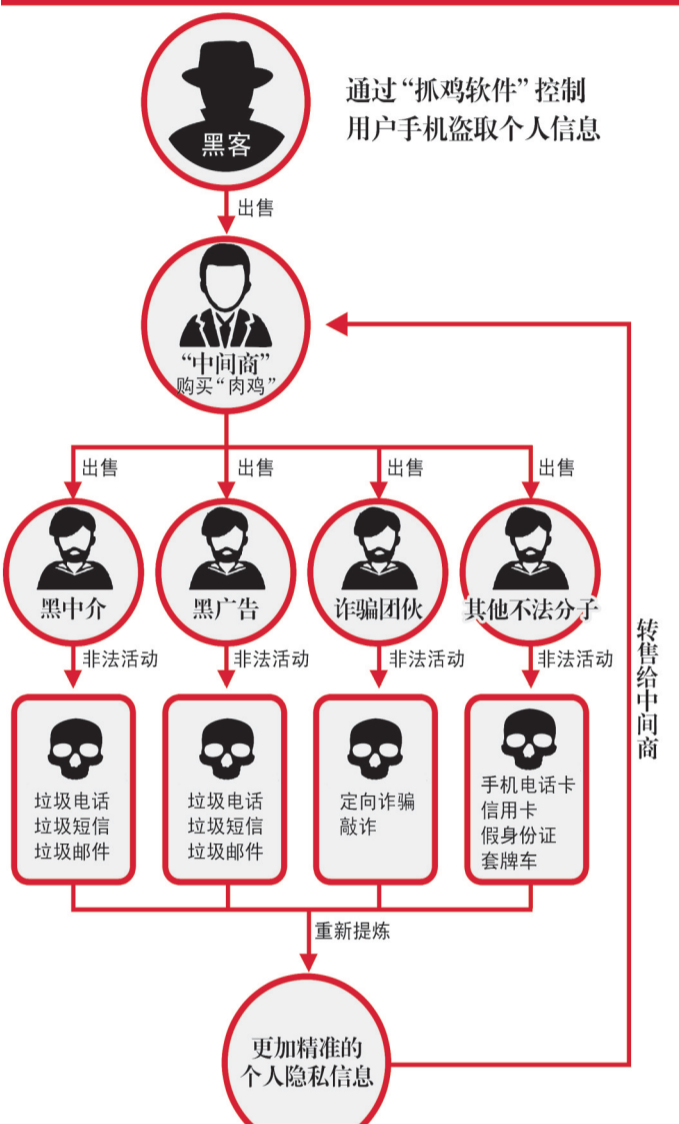 通过“抓鸡软件”控制
用户手机盗取个人信息
黑客
出售
“中间商”
购买“肉鸡”
出售
出售
出售
出售
黑中介
黑广告
诈骗团伙
其他不法分子
非法活动
非法活动
非法活动
非法活动
垃圾电话
垃圾短信
垃圾邮件
垃圾电话
垃圾短信
垃圾邮件
定向诈骗
敲诈
手机电话卡
信用卡
假身份证
套牌车
转售给中间商
重新提炼
更加精准的
个人隐私信息